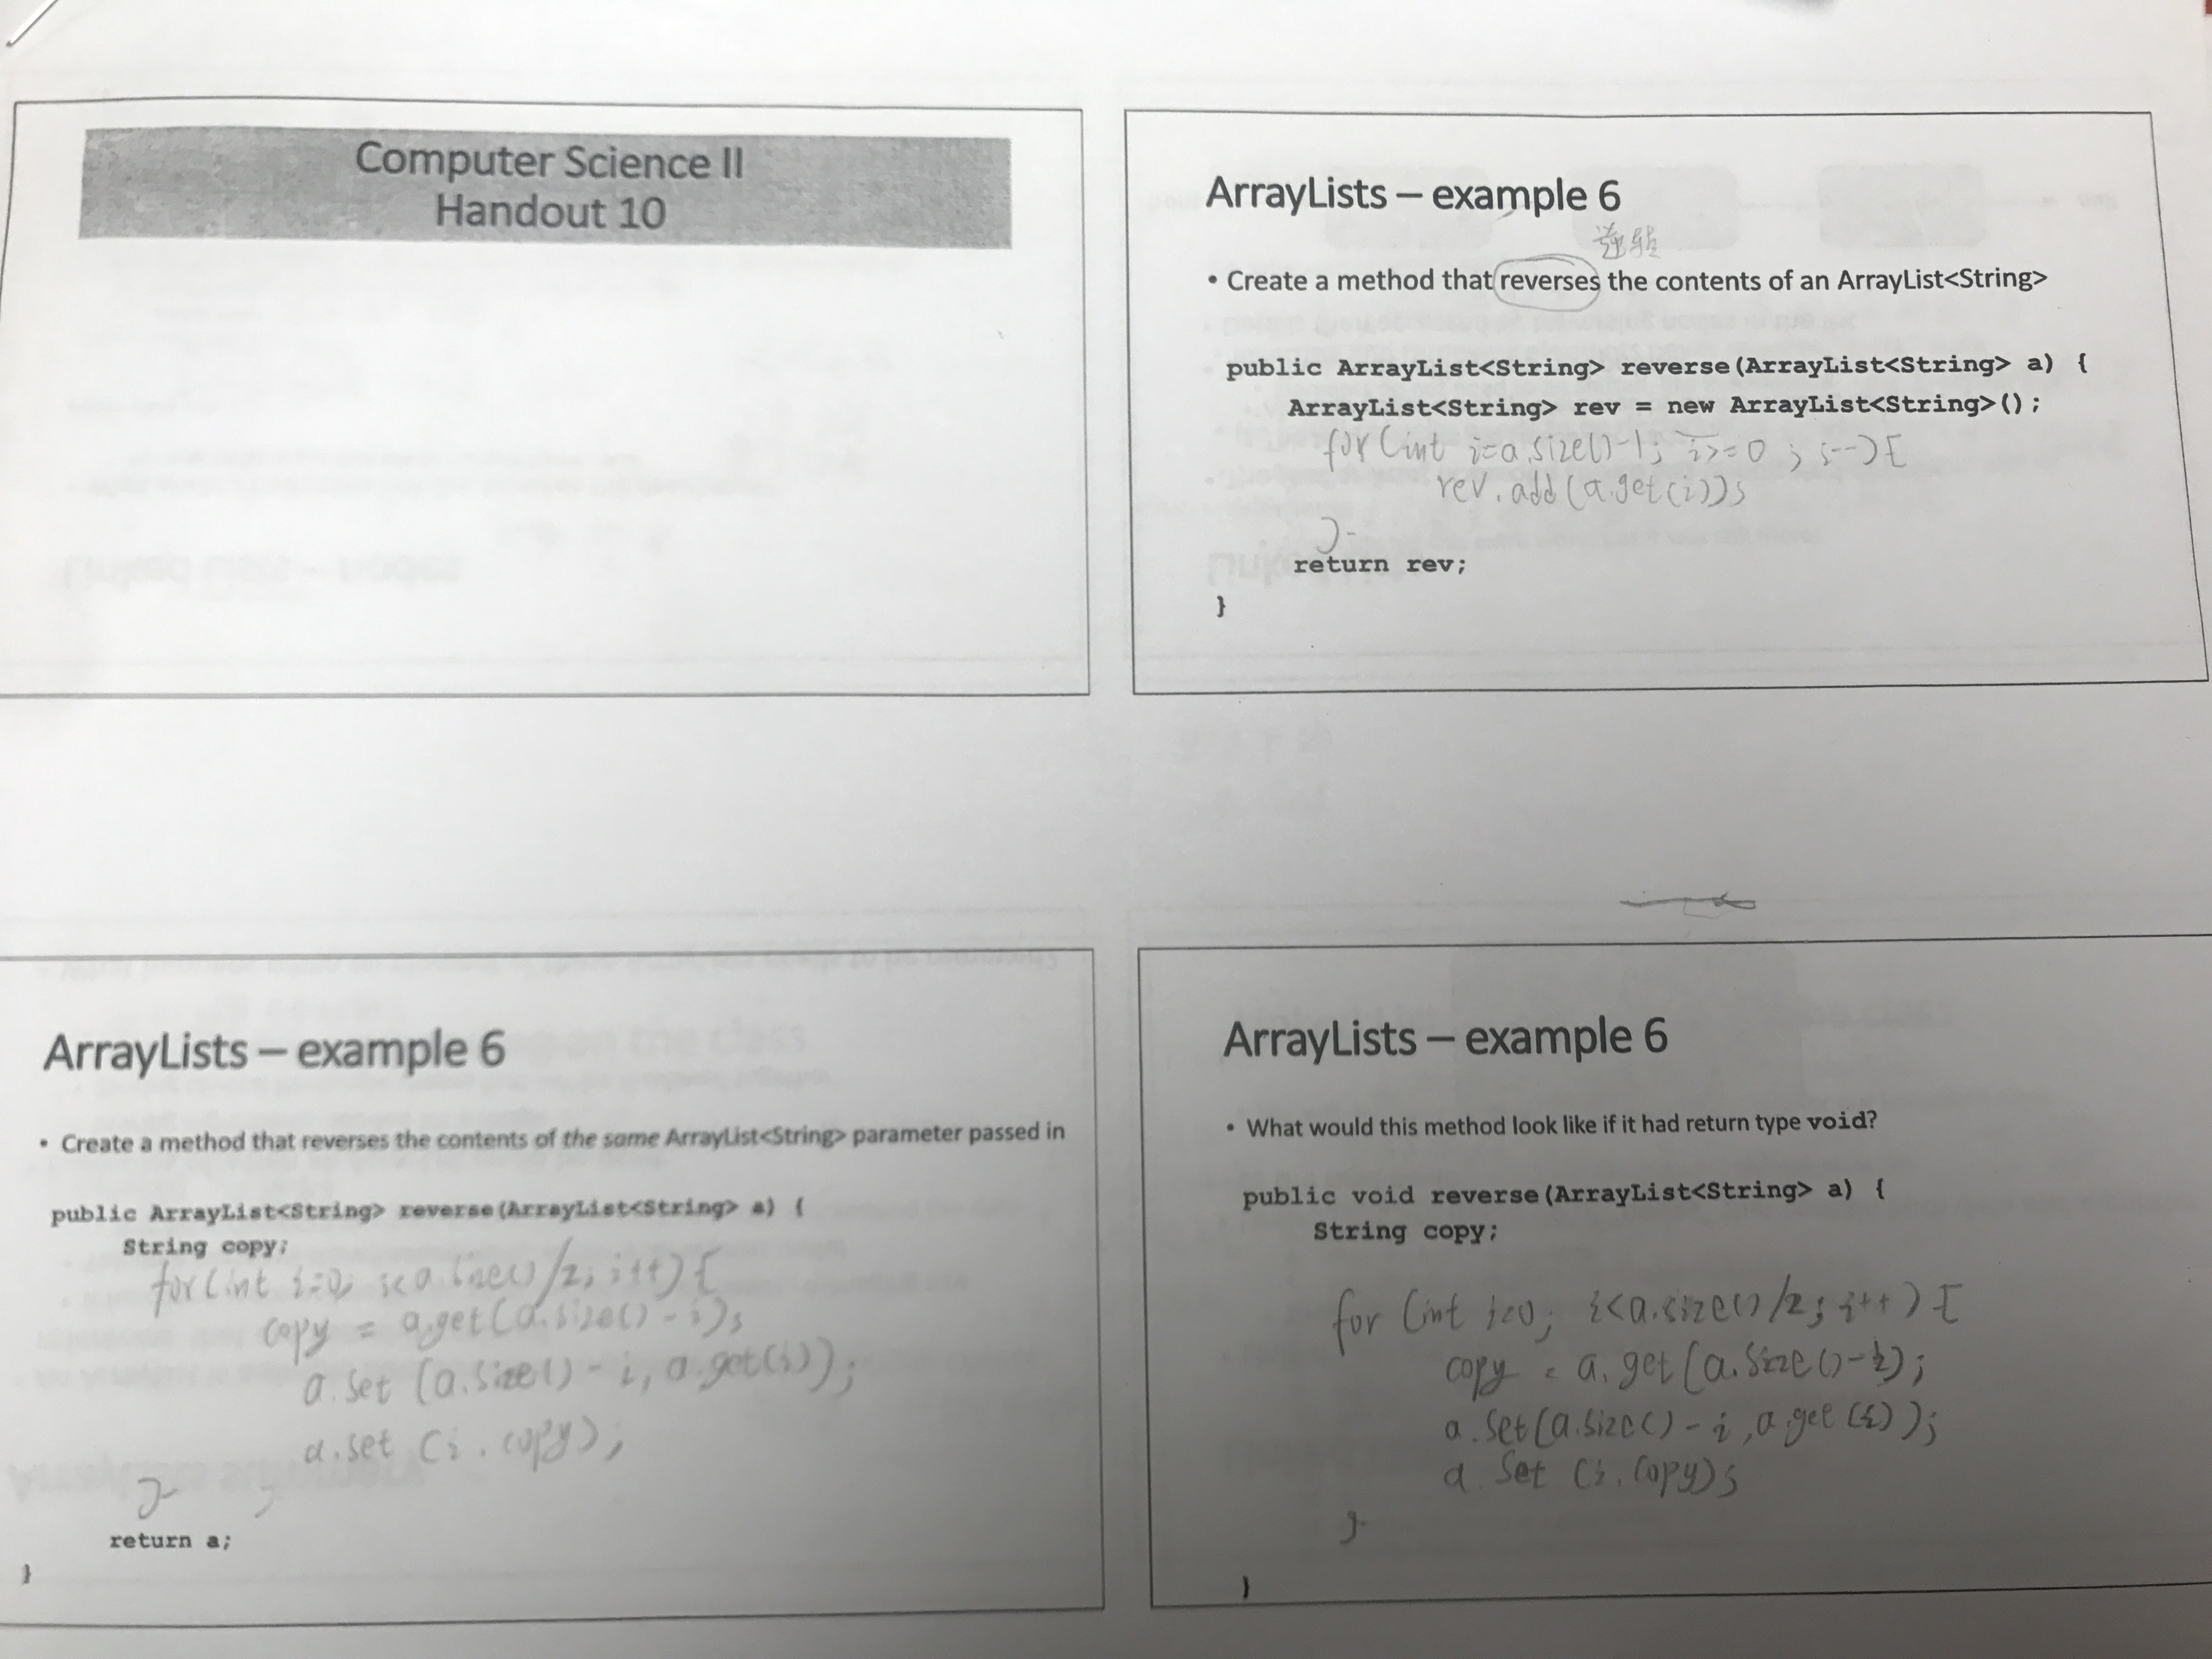 Computer Science II
Handout 10
ArrayLists – example 6
• Create a method that reverses the contents of an ArrayList<String>
public ArrayList<String> reverse(ArrayList<String> a) {
ArrayList<String> rev = new ArrayList<String>();
for (int i=a.size()-1; i>=0; i--){
rev.add(a.get(i));
}
return rev;
}
ArrayLists – example 6
• Create a method that reverses the contents of the same ArrayList<String> parameter passed in
public ArrayList<String> reverse(ArrayList<String> a) {
String copy;
for (int i=0; i<a.size()/2; i++){
copy = a.get(a.size()-i);
a.set(a.size()-i, a.get(i));
a.set(i, copy);
}
return a;
}
ArrayLists – example 6
• What would this method look like if it had return type void?
public void reverse(ArrayList<String> a) {
String copy;
for (int i=0; i<a.size()/2; i++){
copy = a.get(a.size()-i);
a.set(a.size()-i, a.get(i));
a.set(i, copy);
}
}